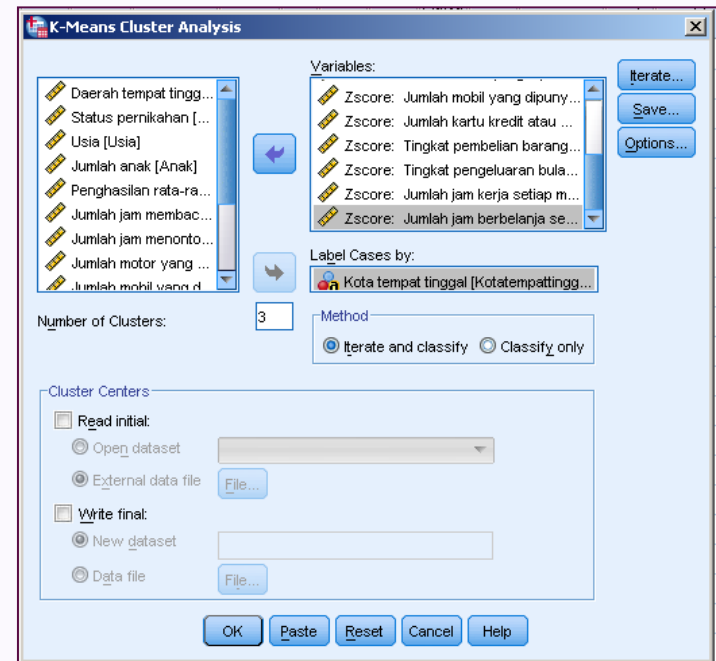 K-Means Cluster Analysis
Daerah tempat tingg...
Status pernikahan [...
Usia [Usia]
Jumlah anak [Anak]
Penghasilan rata-ra...
Jumlah jam membac...
Jumlah jam menonto...
Jumlah motor yang ...
Jumlah mobil yang d...
Variables:
Zscore: Jumlah mobil yang dipuny...
Zscore: Jumlah kartu kredit atau ...
Zscore: Tingkat pembelian barang...
Zscore: Tingkat pengeluaran bula...
Zscore: Jumlah jam kerja setiap m...
Zscore: Jumlah jam berbelanja se...
Iterate...
Save...
Options...
Label Cases by:
Kota tempat tinggal [Kotatempattingg...
Number of Clusters: 3
Method
Iterate and classify Classify only
Cluster Centers
Read initial:
Open dataset
External data file File...
Write final:
New dataset
Data file File...
OK Paste Reset Cancel Help